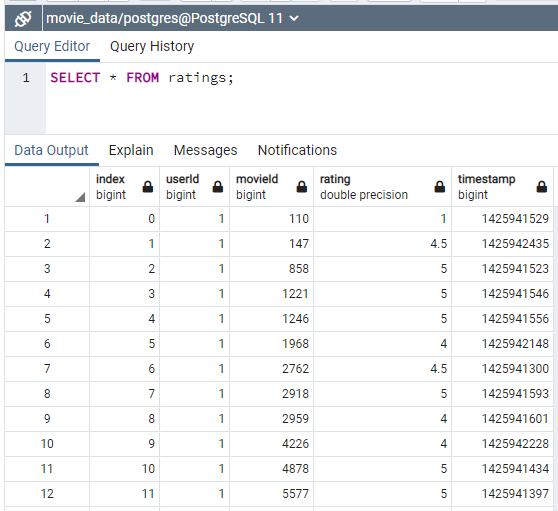 movie_data/postgres@PostgreSQL 11
Query Editor Query History
1 SELECT * FROM ratings;
Data Output Explain Messages Notifications
index userId movieId rating timestamp
bigint bigint bigint double precision bigint
1 0 1 110 1 1425941529
2 1 1 147 4.5 1425942435
3 2 1 858 5 1425941523
4 3 1 1221 5 1425941546
5 4 1 1246 5 1425941556
6 5 1 1968 4 1425942148
7 6 1 2762 4.5 1425941300
8 7 1 2918 5 1425941593
9 8 1 2959 4 1425941601
10 9 1 4226 4 1425942228
11 10 1 4878 5 1425941434
12 11 1 5577 5 1425941397